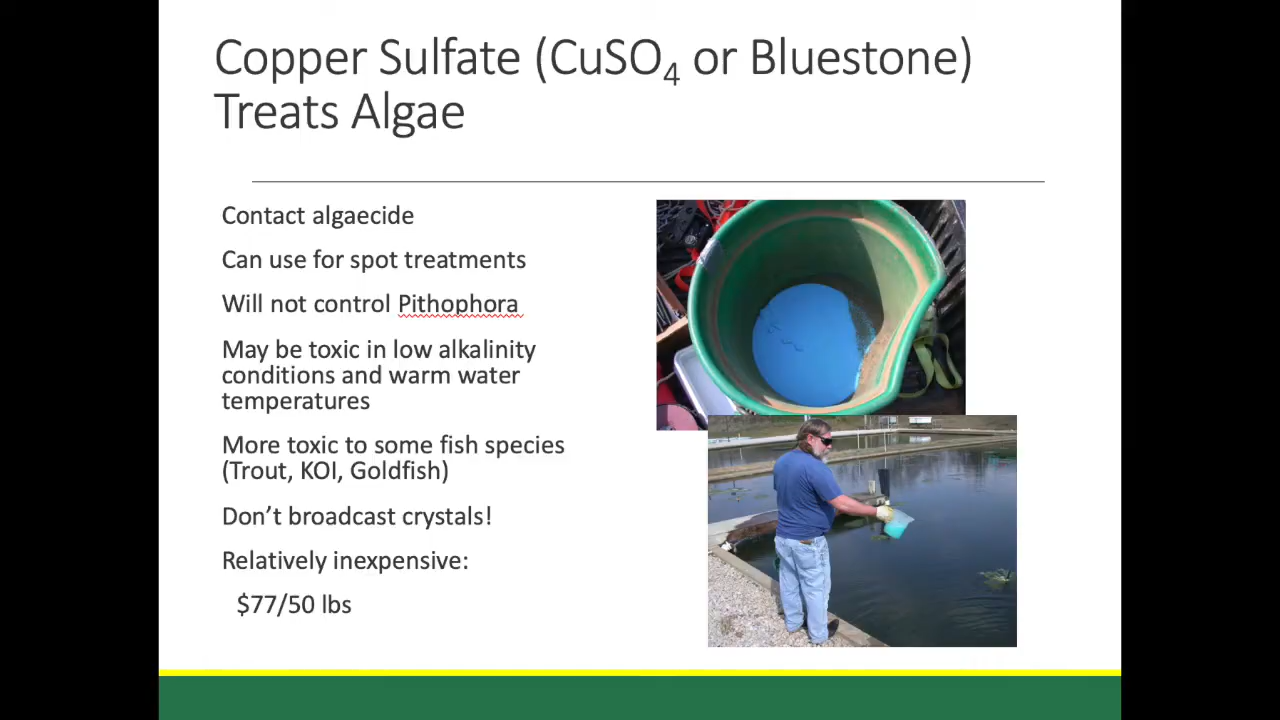 Copper Sulfate (CuSO₄ or Bluestone)
Treats Algae
Contact algaecide
Can use for spot treatments
Will not control Pithophora
May be toxic in low alkalinity
conditions and warm water
temperatures
More toxic to some fish species
(Trout, KOI, Goldfish)
Don’t broadcast crystals!
Relatively inexpensive:
$77/50 lbs